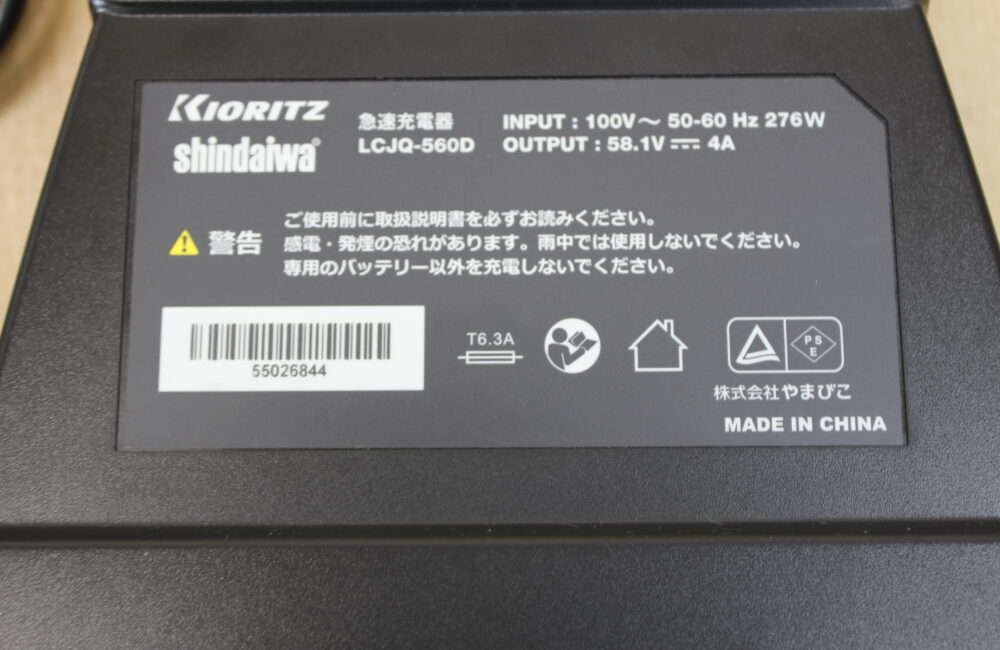 KIORITZ
shindaiwa®
急速充電器
LCJQ-560D
INPUT : 100V～ 50-60 Hz 276W
OUTPUT : 58.1V⎓ 4A
警告
ご使用前に取扱説明書を必ずお読みください。
感電・発煙の恐れがあります。雨中では使用しないでください。
専用のバッテリー以外を充電しないでください。
55026844
T6.3A
PS
E
株式会社やまびこ
MADE IN CHINA